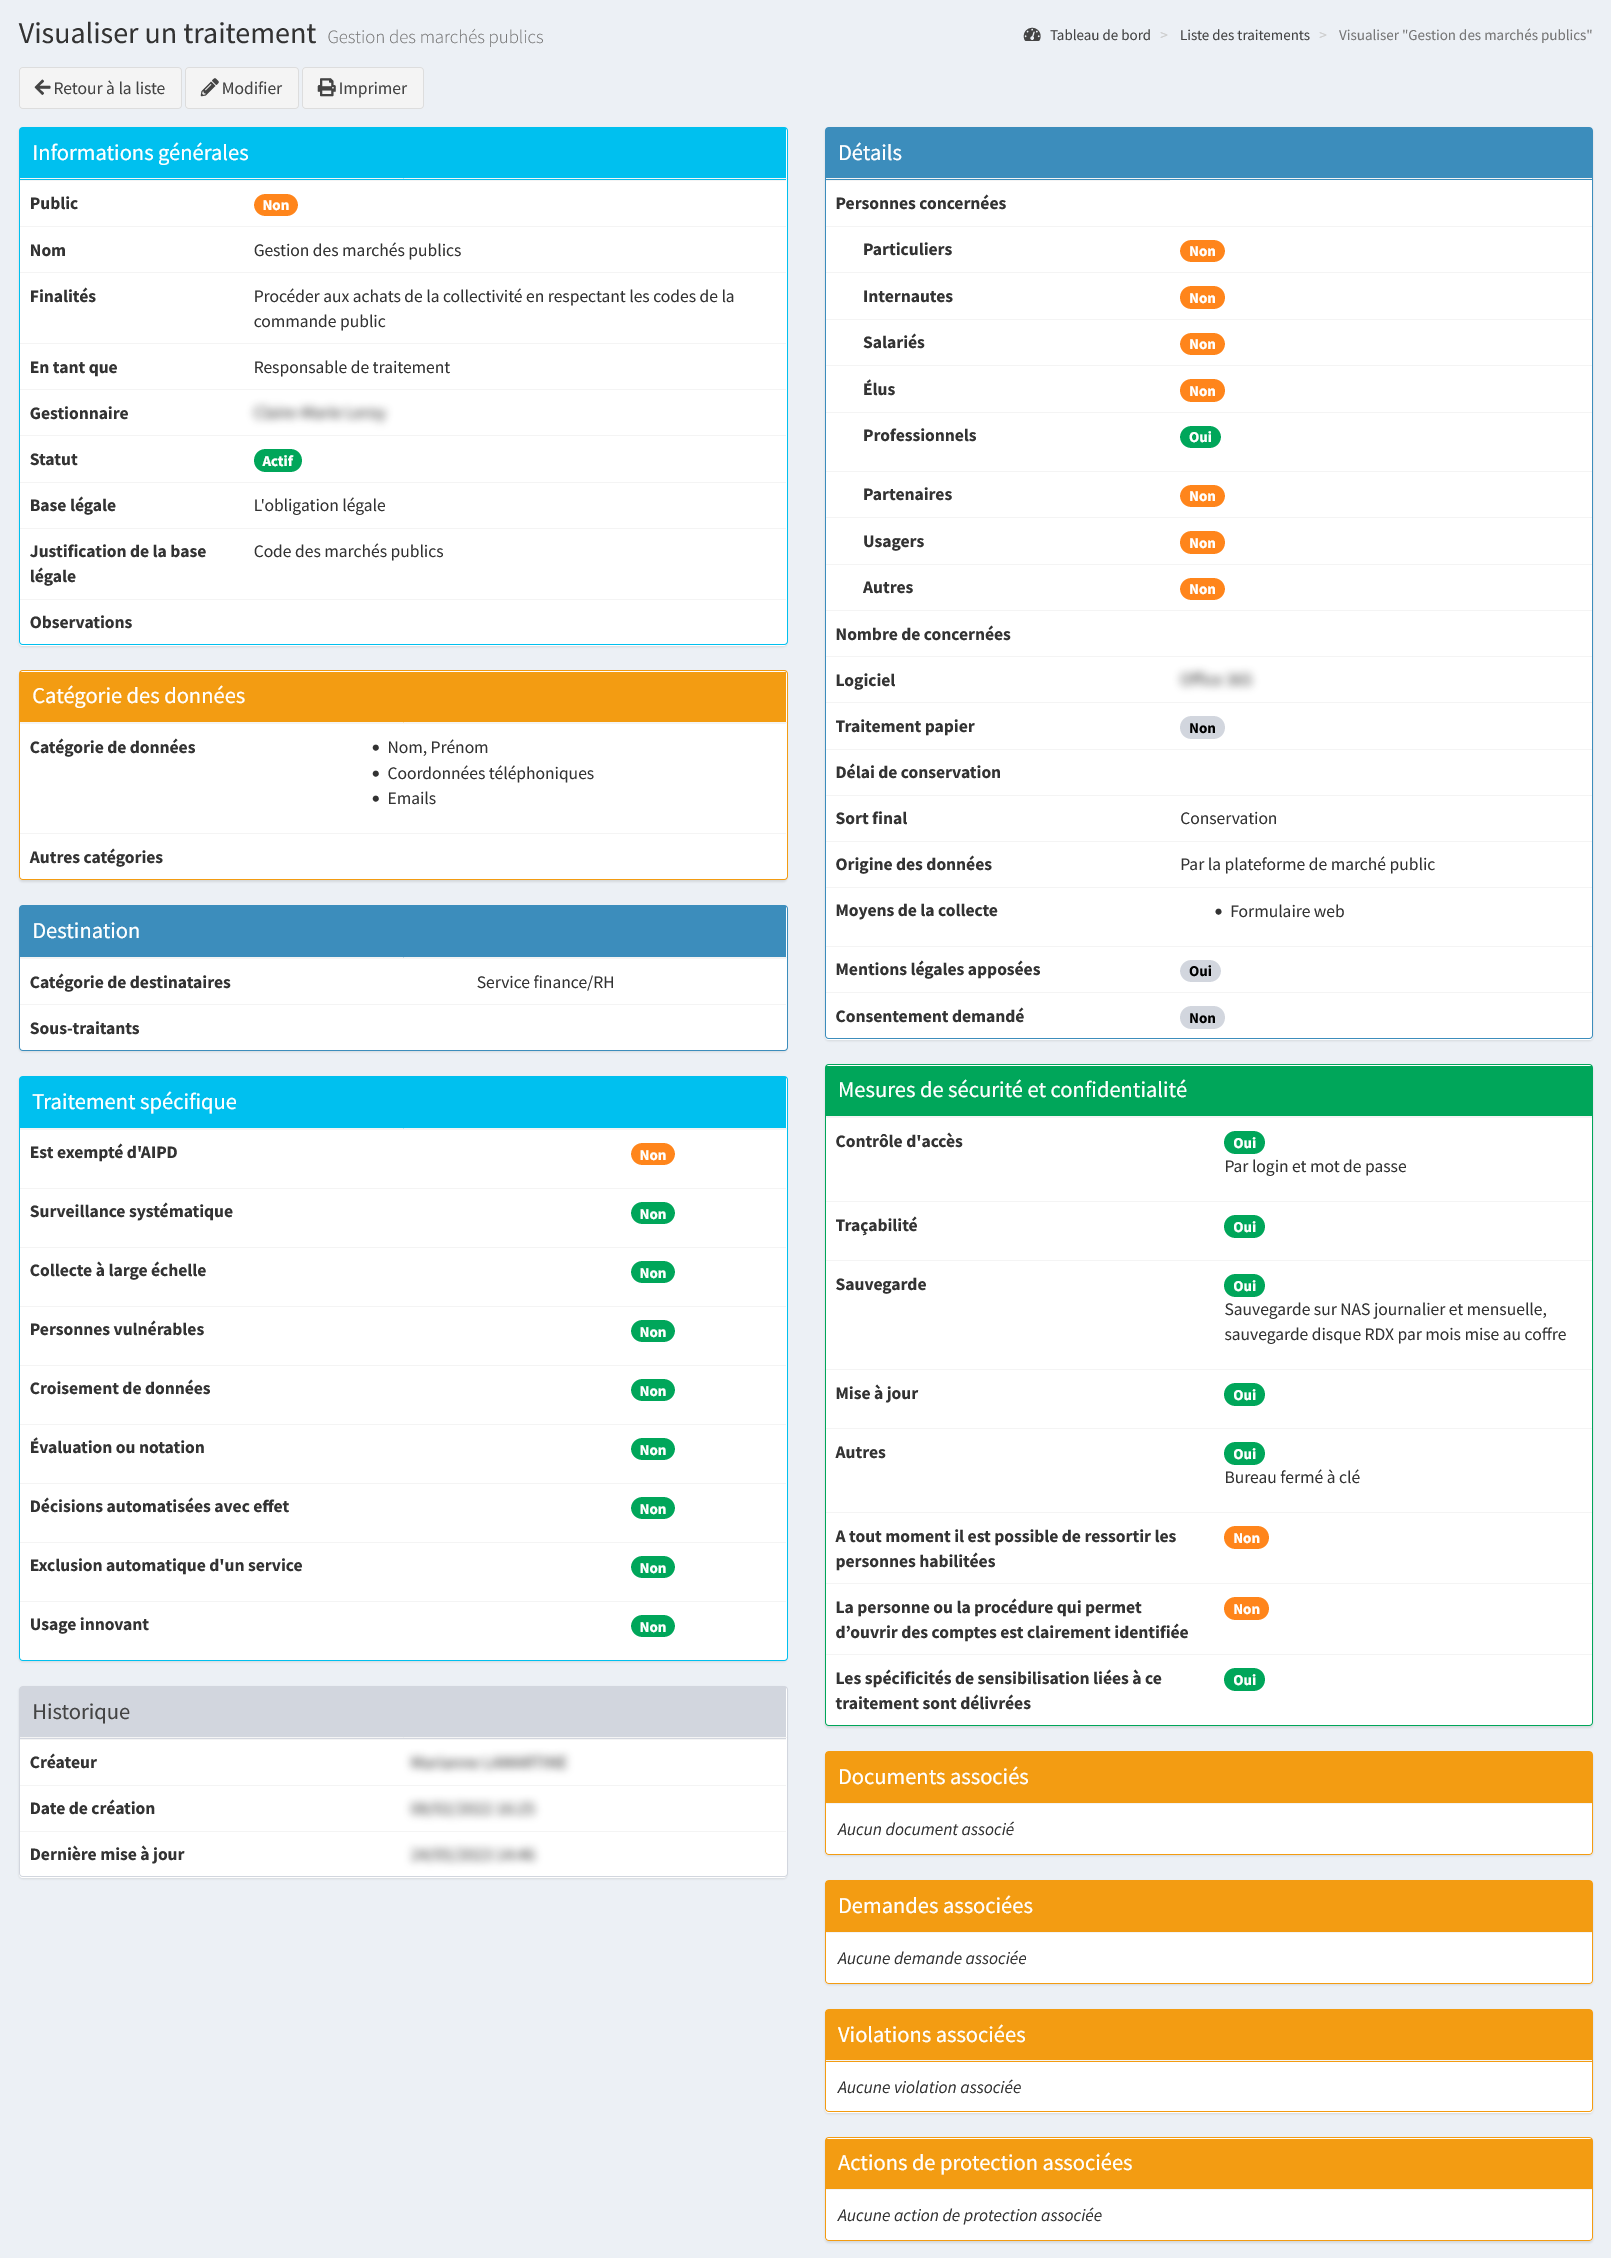 Visualiser un traitement Gestion des marchés publics
Tableau de bord > Liste des traitements > Visualiser "Gestion des marchés publics"
Retour à la liste
Modifier
Imprimer
Informations générales
Public Non
Nom Gestion des marchés publics
Finalités Procéder aux achats de la collectivité en respectant les codes de la
commande public
En tant que Responsable de traitement
Gestionnaire
Statut Actif
Base légale L'obligation légale
Justification de la base Code des marchés publics
légale
Observations
Catégorie des données
Catégorie de données • Nom, Prénom
• Coordonnées téléphoniques
• Emails
Autres catégories
Destination
Catégorie de destinataires Service finance/RH
Sous-traitants
Traitement spécifique
Est exempté d'AIPD Non
Surveillance systématique Non
Collecte à large échelle Non
Personnes vulnérables Non
Croisement de données Non
Évaluation ou notation Non
Décisions automatisées avec effet Non
Exclusion automatique d'un service Non
Usage innovant Non
Historique
Créateur
Date de création
Dernière mise à jour
Détails
Personnes concernées
Particuliers Non
Internautes Non
Salariés Non
Élus Non
Professionnels Oui
Partenaires Non
Usagers Non
Autres Non
Nombre de concernées
Logiciel
Traitement papier Non
Délai de conservation
Sort final Conservation
Origine des données Par la plateforme de marché public
Moyens de la collecte • Formulaire web
Mentions légales apposées Oui
Consentement demandé Non
Mesures de sécurité et confidentialité
Contrôle d'accès Oui
Par login et mot de passe
Traçabilité Oui
Sauvegarde Oui
Sauvegarde sur NAS journalier et mensuelle,
sauvegarde disque RDX par mois mise au coffre
Mise à jour Oui
Autres Oui
Bureau fermé à clé
A tout moment il est possible de ressortir les Non
personnes habilitées
La personne ou la procédure qui permet Non
d’ouvrir des comptes est clairement identifiée
Les spécificités de sensibilisation liées à ce Oui
traitement sont délivrées
Documents associés
Aucun document associé
Demandes associées
Aucune demande associée
Violations associées
Aucune violation associée
Actions de protection associées
Aucune action de protection associée